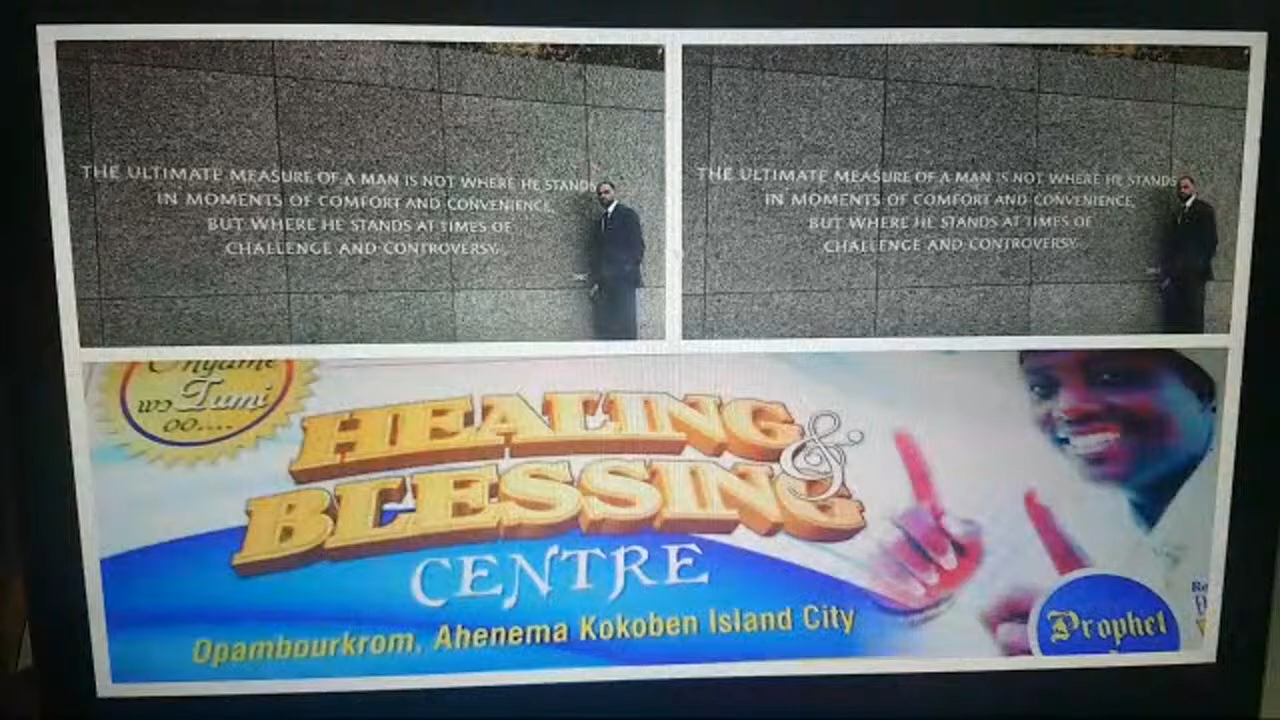 THE ULTIMATE MEASURE OF A MAN IS NOT WHERE HE STANDS
IN MOMENTS OF COMFORT AND CONVENIENCE,
BUT WHERE HE STANDS AT TIMES OF
CHALLENGE AND CONTROVERSY.
THE ULTIMATE MEASURE OF A MAN IS NOT WHERE HE STANDS
IN MOMENTS OF COMFORT AND CONVENIENCE,
BUT WHERE HE STANDS AT TIMES OF
CHALLENGE AND CONTROVERSY.
Onyame
wɔ Tumi
oo....
HEALING
&
BLESSING
CENTRE
Opambourkrom, Ahenema Kokoben Island City
Prophet